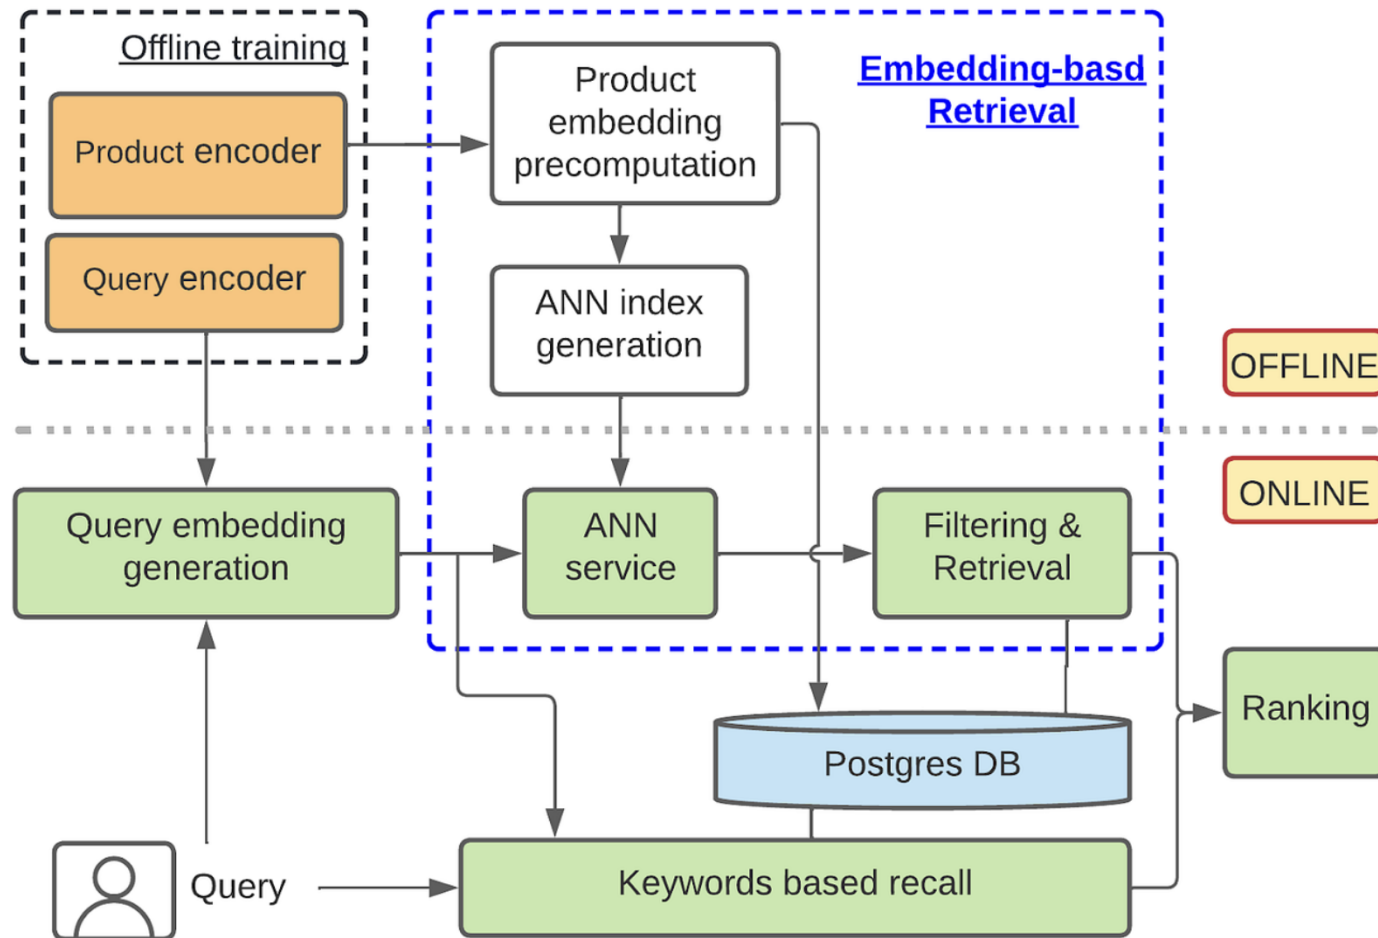 Offline training
Product encoder
Query encoder
Product
embedding
precomputation
Embedding-basd
Retrieval
ANN index
generation
OFFLINE
ONLINE
Query embedding
generation
ANN
service
Filtering &
Retrieval
Ranking
Postgres DB
Query
Keywords based recall